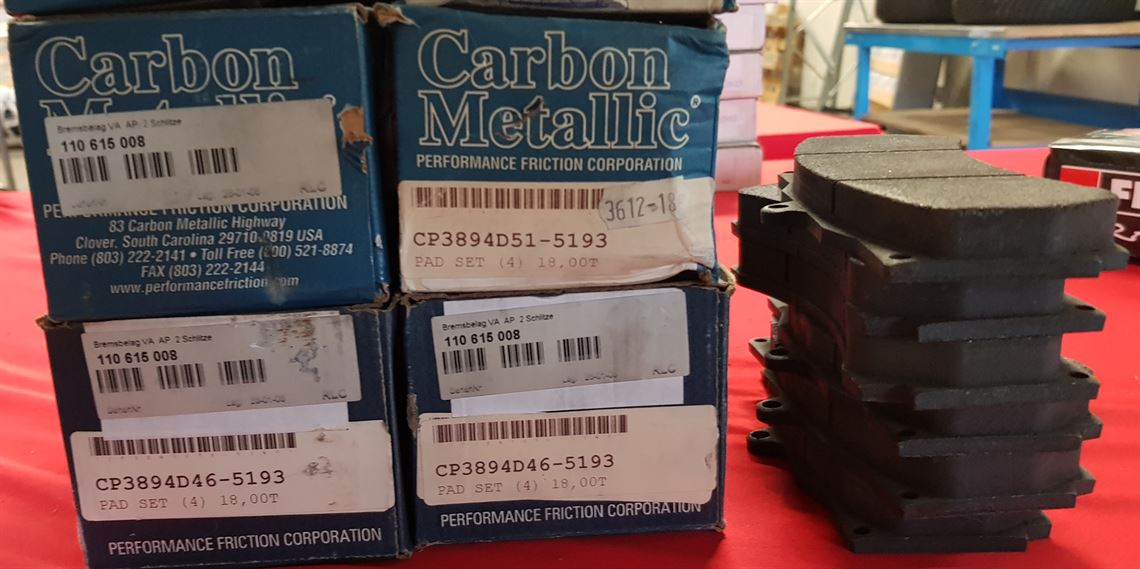 Carbon
Metallic
Bremsbelag VA AP 2 Schlitze
110 615 008
PERFORMANCE FRICTION CORPORATION
83 Carbon Metallic Highway
Clover, South Carolina 29710-0819 USA
Phone (803) 222-2141 • Toll Free (800) 521-8874
FAX (803) 222-2144
www.performancefriction.com
Carbon
Metallic®
PERFORMANCE FRICTION CORPORATION
3612-18
CP3894D51-5193
PAD SET (4) 18,00T
Bremsbelag VA AP 2 Schlitze
110 615 008
CP3894D46-5193
PAD SET (4) 18,00T
PERFORMANCE FRICTION CORPORATION
Bremsbelag VA AP 2 Schlitze
110 615 008
CP3894D46-5193
PAD SET (4) 18,00T
PERFORMANCE FRICTION CORPORATION